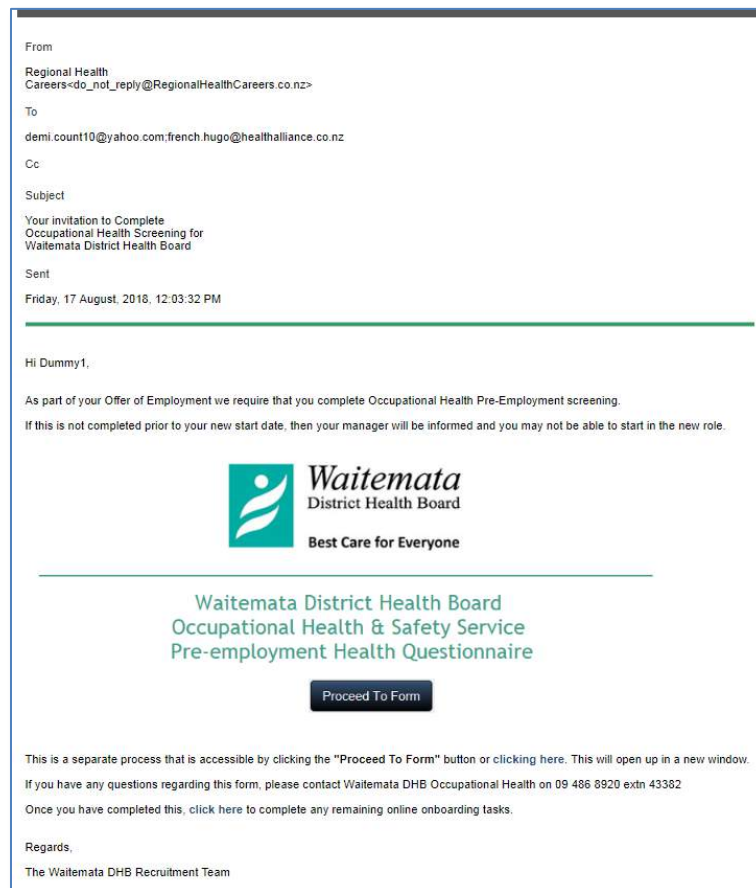 From
Regional Health
Careers<do_not_reply@RegionalHealthCareers.co.nz>
To
demi.count10@yahoo.com;french.hugo@healthalliance.co.nz
Cc
Subject
Your invitation to Complete
Occupational Health Screening for
Waitemata District Health Board
Sent
Friday, 17 August, 2018, 12:03:32 PM
Hi Dummy1,
As part of your Offer of Employment we require that you complete Occupational Health Pre-Employment screening.
If this is not completed prior to your new start date, then your manager will be informed and you may not be able to start in the new role.
Waitemata
District Health Board
Best Care for Everyone
Waitemata District Health Board
Occupational Health & Safety Service
Pre-employment Health Questionnaire
Proceed To Form
This is a separate process that is accessible by clicking the "Proceed To Form" button or clicking here. This will open up in a new window.
If you have any questions regarding this form, please contact Waitemata DHB Occupational Health on 09 486 8920 extn 43382
Once you have completed this, click here to complete any remaining online onboarding tasks.
Regards,
The Waitemata DHB Recruitment Team